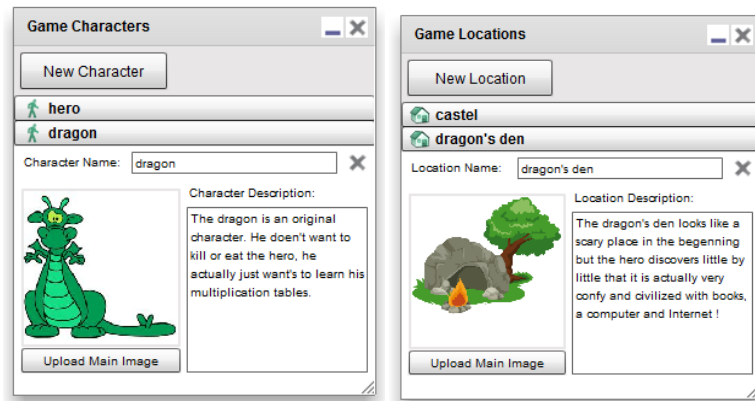 Game Characters
New Character
hero
dragon
Character Name: dragon
Character Description:
The dragon is an original
character. He doen't want to
kill or eat the hero, he
actually just want's to learn his
multiplication tables.
Upload Main Image
Game Locations
New Location
castel
dragon's den
Location Name: dragon's den
Location Description:
The dragon's den looks like a
scary place in the begenning
but the hero discovers little by
little that it is actually very
confy and civilized with books,
a computer and Internet !
Upload Main Image